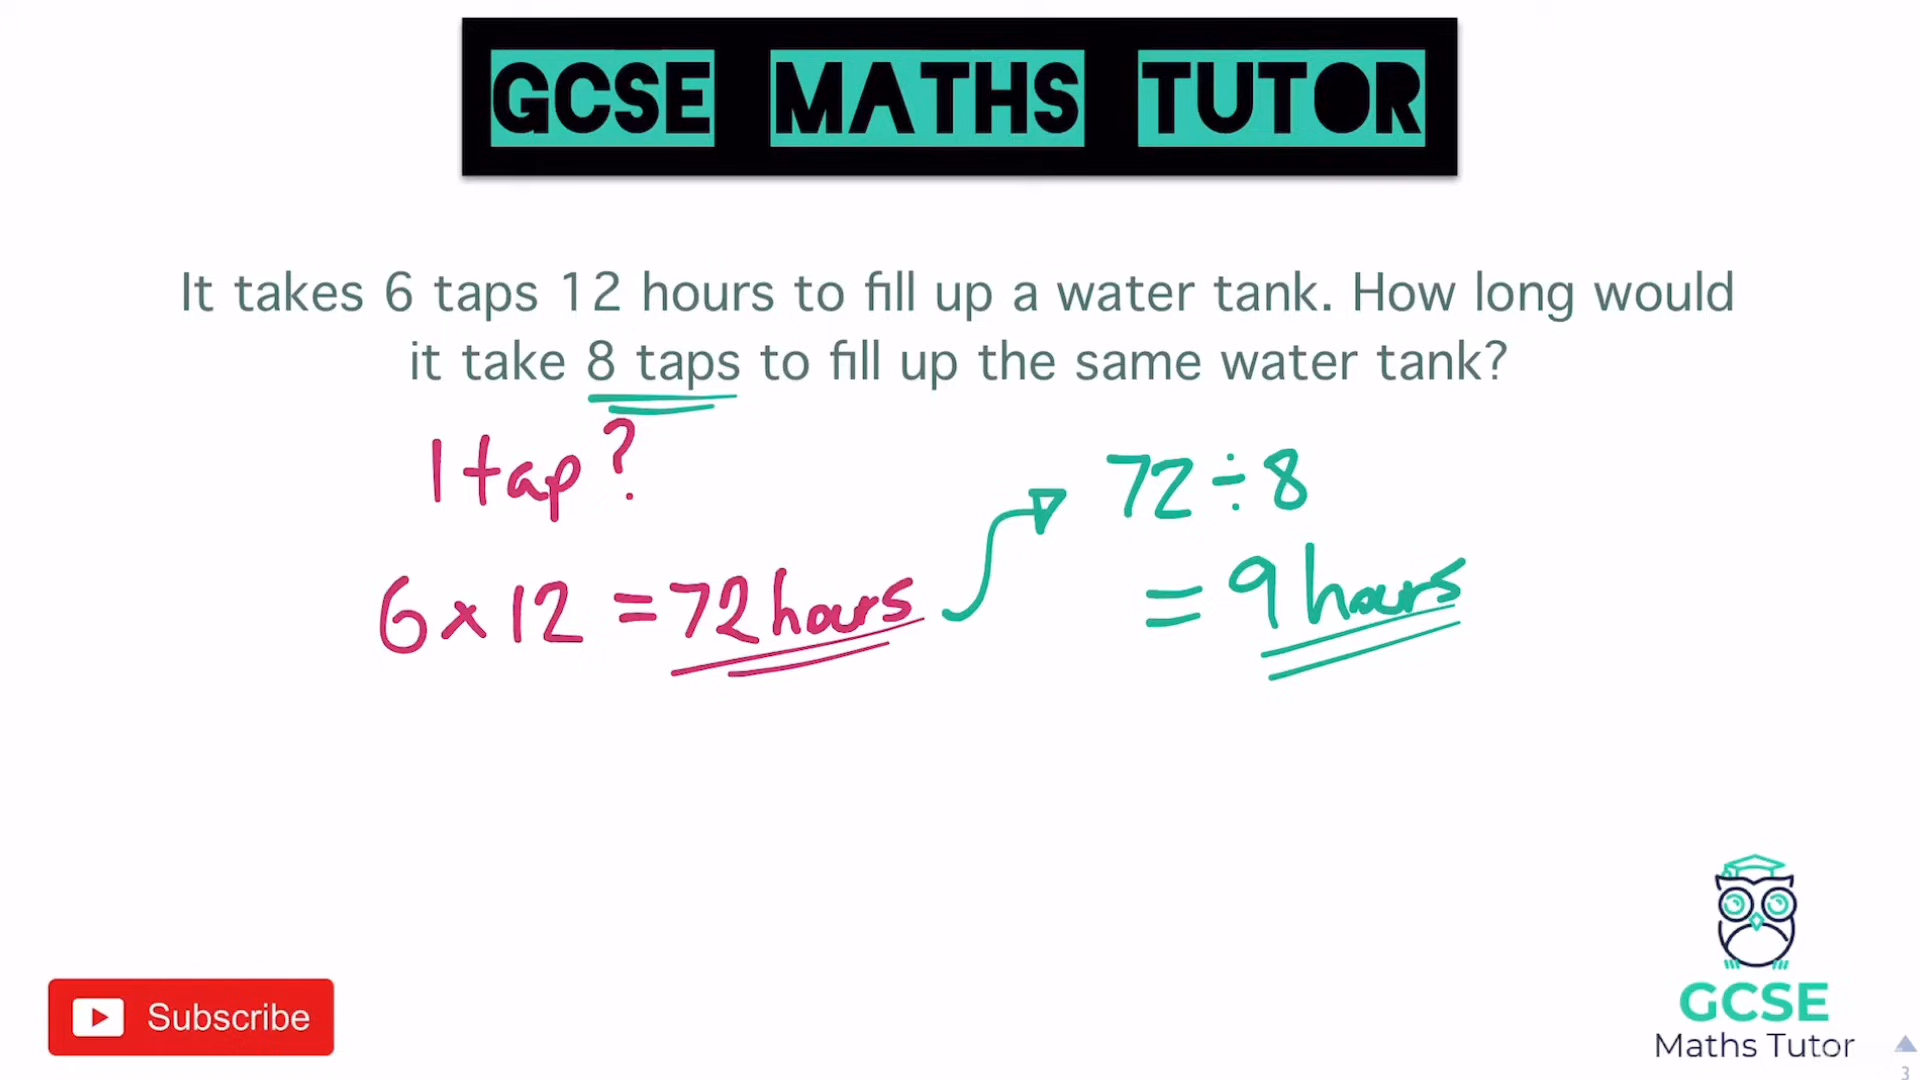 GCSE MATHS TUTOR
It takes 6 taps 12 hours to fill up a water tank. How long would
it take 8 taps to fill up the same water tank?
1 tap?
6 × 12 = 72 hours
72 ÷ 8
= 9 hours
Subscribe
GCSE
Maths Tutor
3